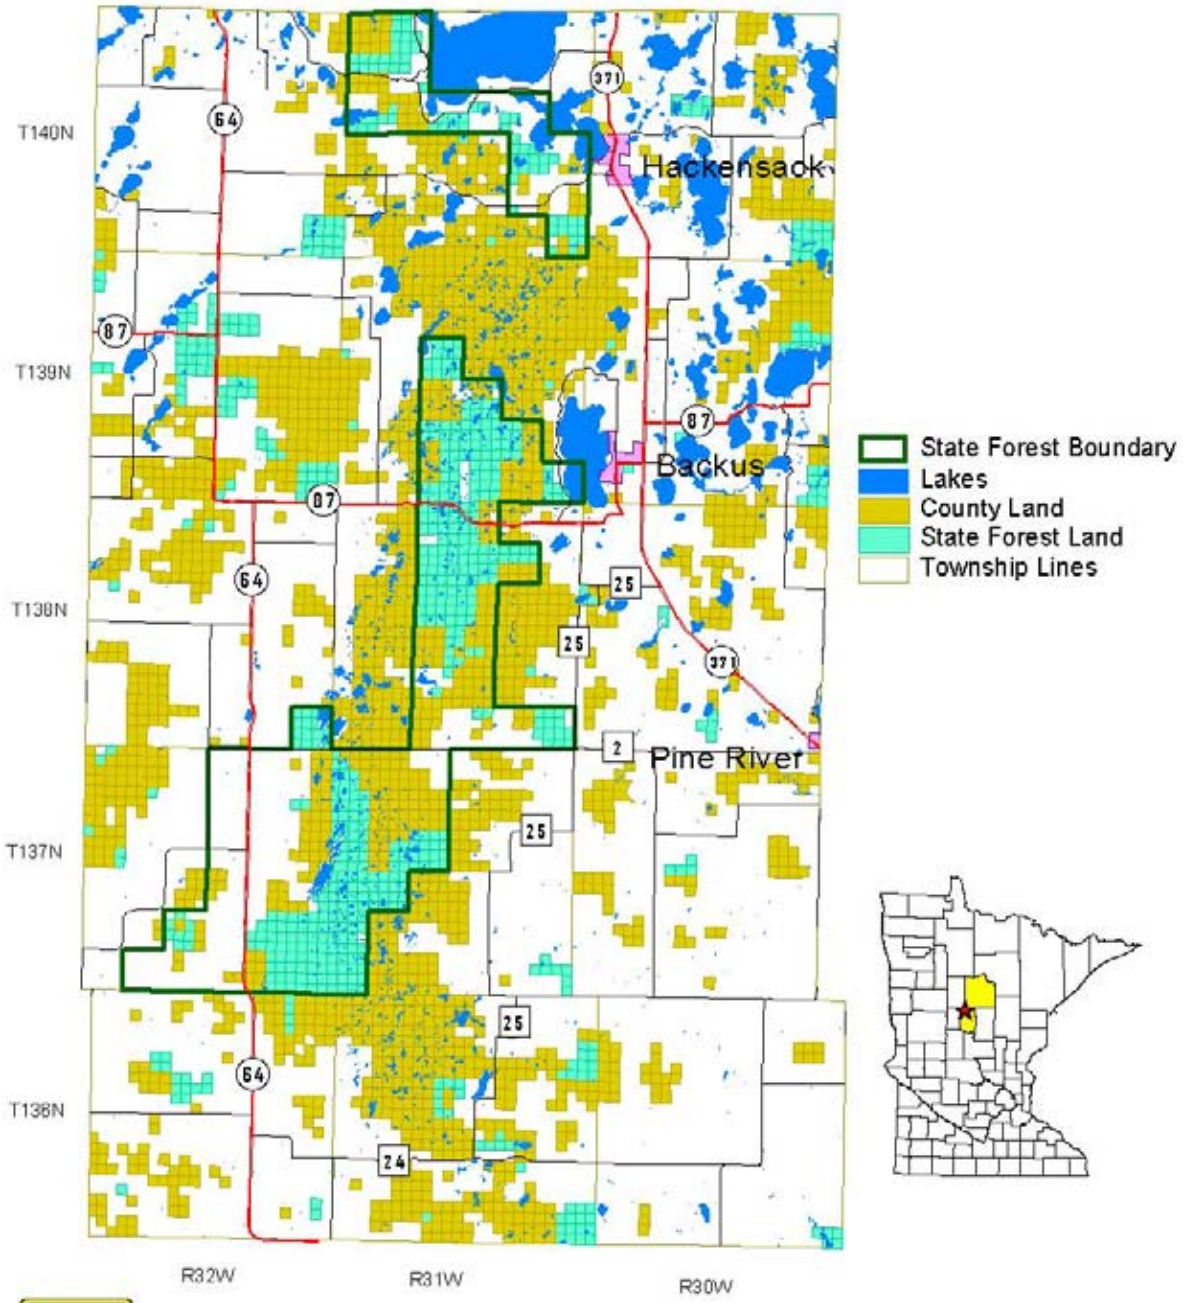 371
64
T140N
Hackensack
87
T139N
87
Backus
87
State Forest Boundary
Lakes
County Land
State Forest Land
Township Lines
64
25
T138N
25
371
2
Pine River
25
T137N
25
64
T136N
24
R32W
R31W
R30W